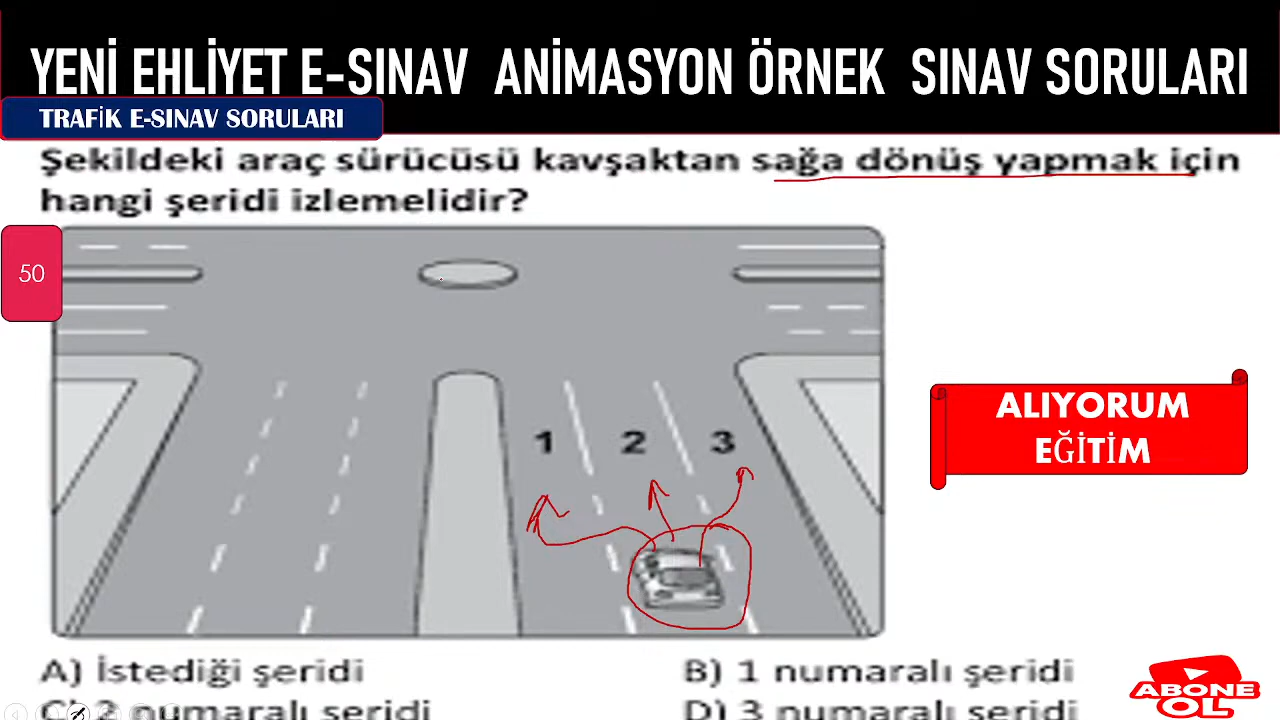 YENİ EHLİYET E-SINAV ANİMASYON ÖRNEK SINAV SORULARI
TRAFİK E-SINAV SORULARI
Şekildeki araç sürücüsü kavşaktan sağa dönüş yapmak için
hangi şeridi izlemelidir?
50
1 2 3
ALIYORUM
EĞİTİM
A) İstediği şeridi B) 1 numaralı şeridi
C) 2 numaralı şeridi D) 3 numaralı şeridi
ABONE
OL